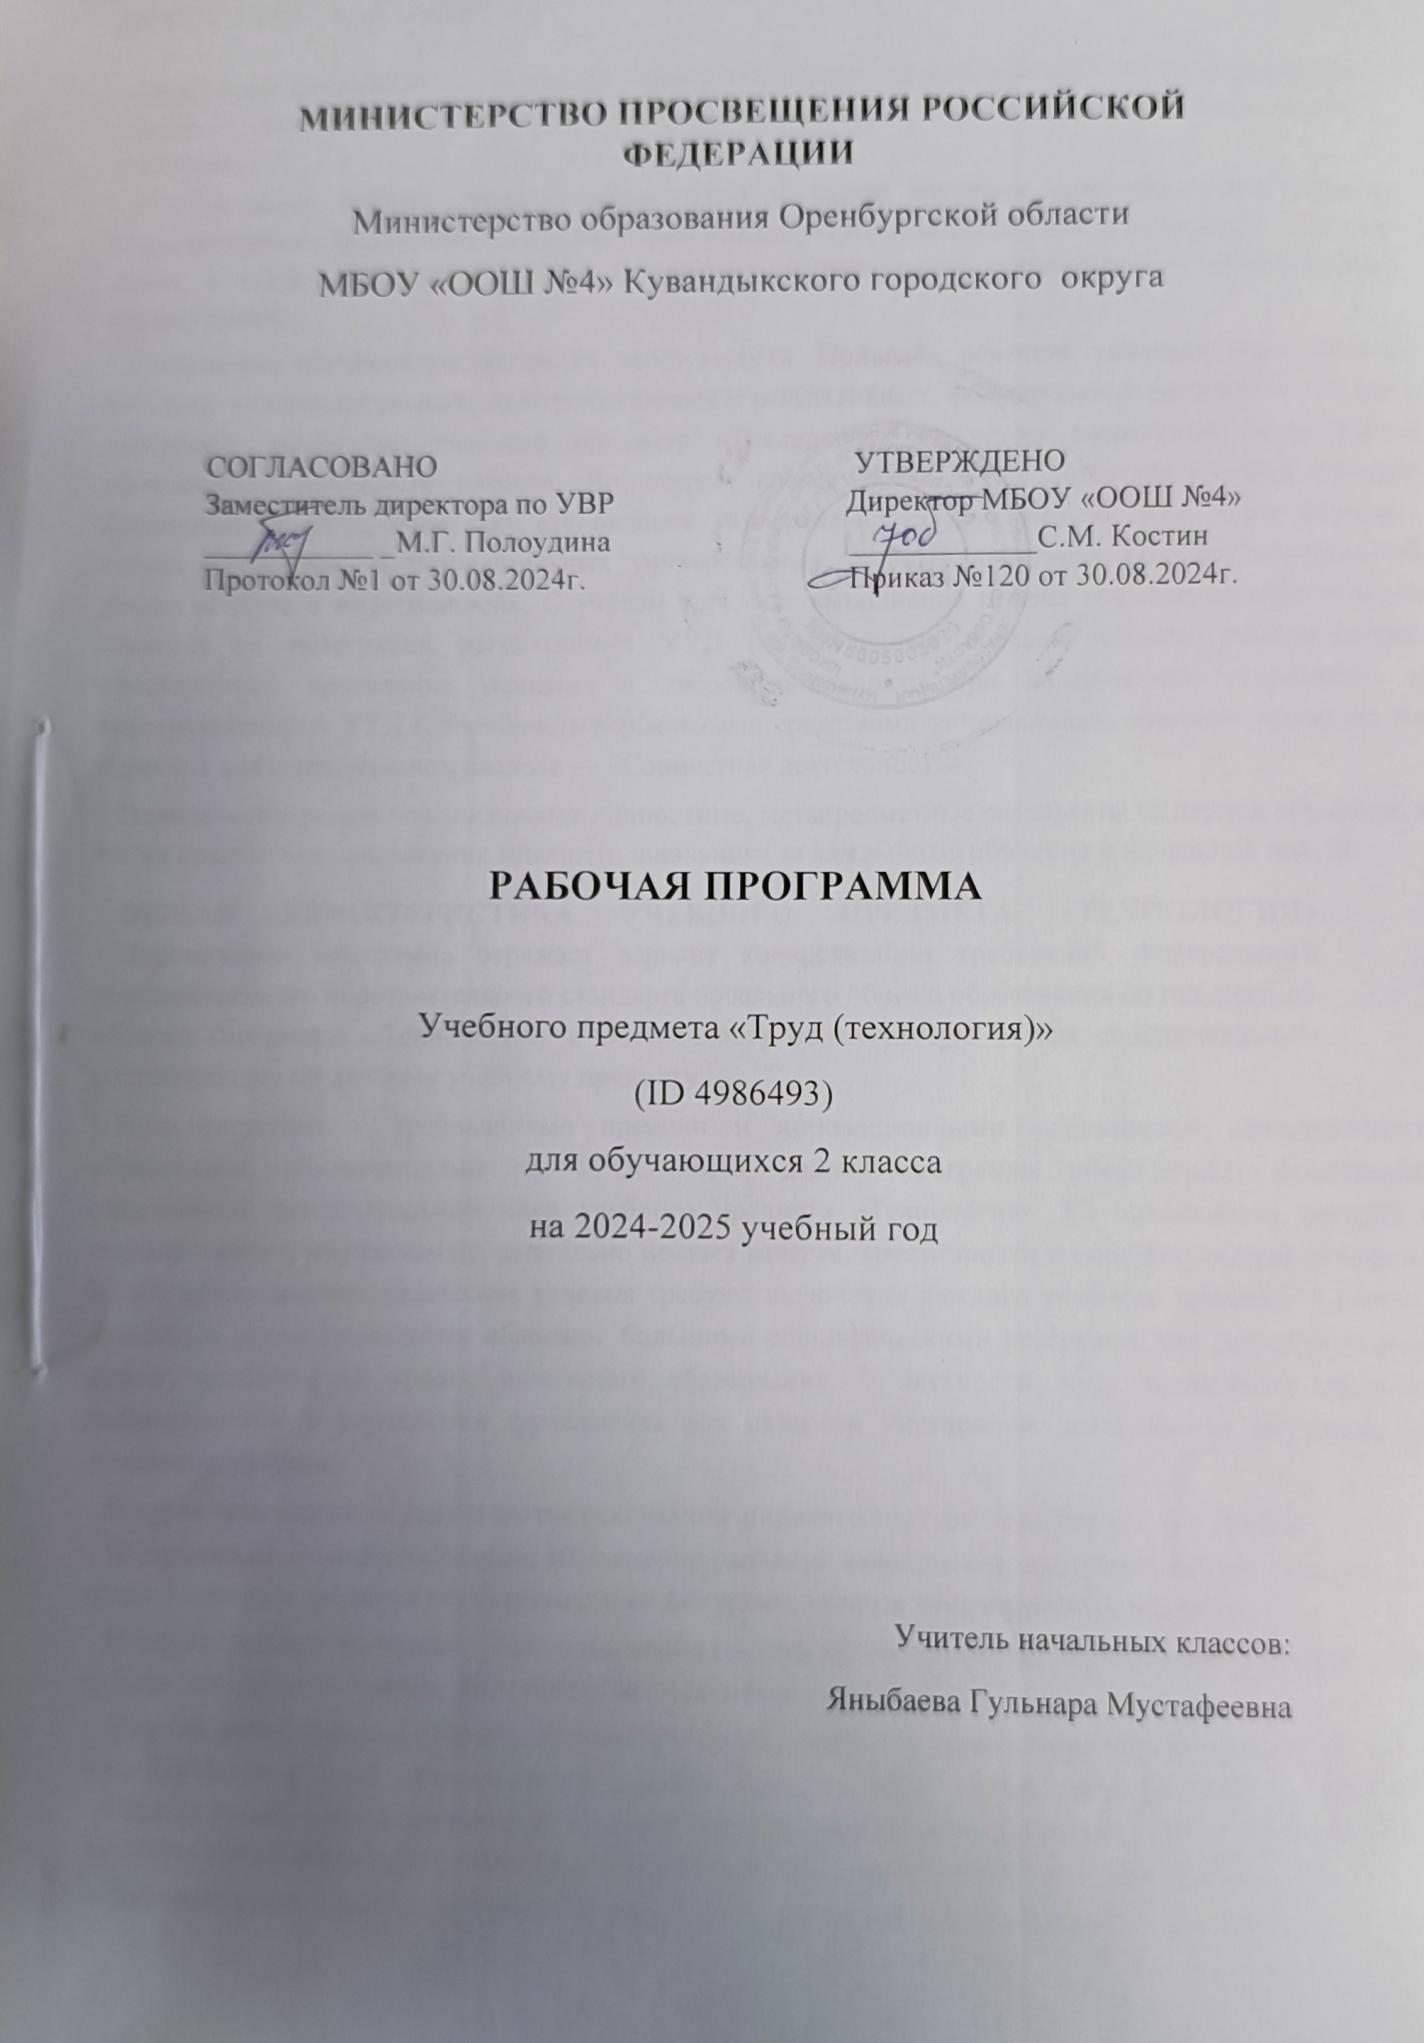 МИНИСТЕРСТВО ПРОСВЕЩЕНИЯ РОССИЙСКОЙ
ФЕДЕРАЦИИ
Министерство образования Оренбургской области
МБОУ «ООШ №4» Кувандыкского городского округа
СОГЛАСОВАНО
Заместитель директора по УВР
М.Г. Полоудина
Протокол №1 от 30.08.2024г.
УТВЕРЖДЕНО
Директор МБОУ «ООШ №4»
С.М. Костин
Приказ №120 от 30.08.2024г.
РАБОЧАЯ ПРОГРАММА
Учебного предмета «Труд (технология)»
(ID 4986493)
для обучающихся 2 класса
на 2024-2025 учебный год
Учитель начальных классов:
Яныбаева Гульнара Мустафеевна